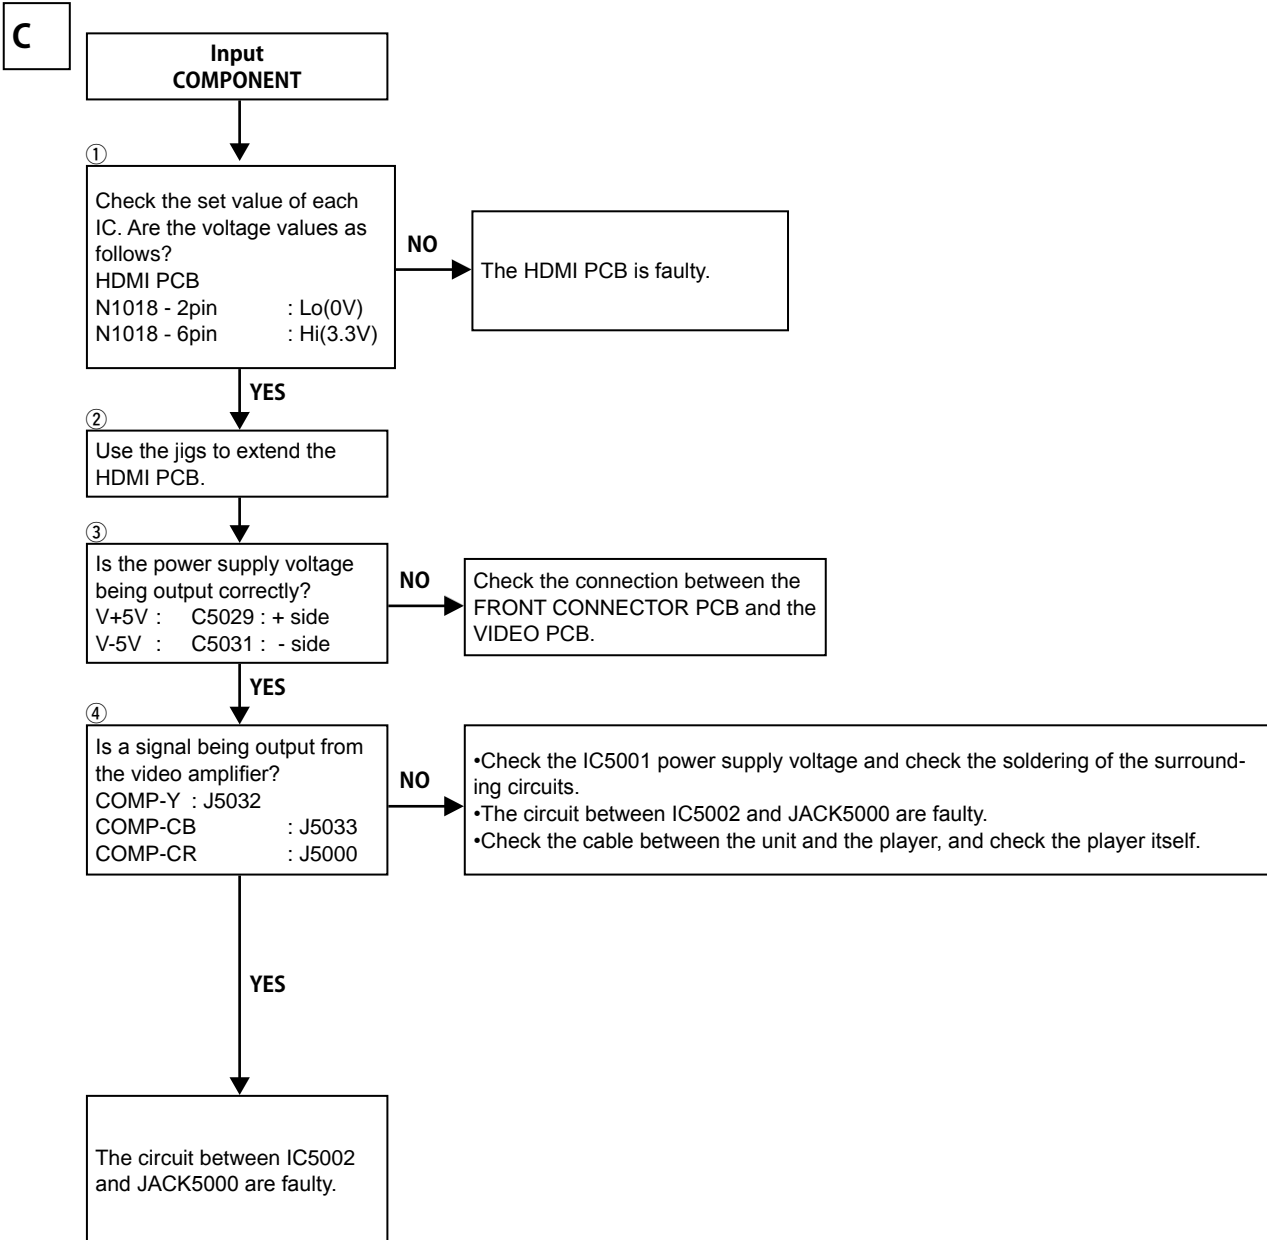 C
Input
COMPONENT
①
Check the set value of each
IC. Are the voltage values as
follows?
HDMI PCB
N1018 - 2pin : Lo(0V)
N1018 - 6pin : Hi(3.3V)
NO
The HDMI PCB is faulty.
YES
②
Use the jigs to extend the
HDMI PCB.
③
Is the power supply voltage
being output correctly?
V+5V : C5029 : + side
V-5V : C5031 : - side
NO
Check the connection between the
FRONT CONNECTOR PCB and the
VIDEO PCB.
YES
④
Is a signal being output from
the video amplifier?
COMP-Y : J5032
COMP-CB : J5033
COMP-CR : J5000
NO
•Check the IC5001 power supply voltage and check the soldering of the surround-
ing circuits.
•The circuit between IC5002 and JACK5000 are faulty.
•Check the cable between the unit and the player, and check the player itself.
YES
The circuit between IC5002
and JACK5000 are faulty.